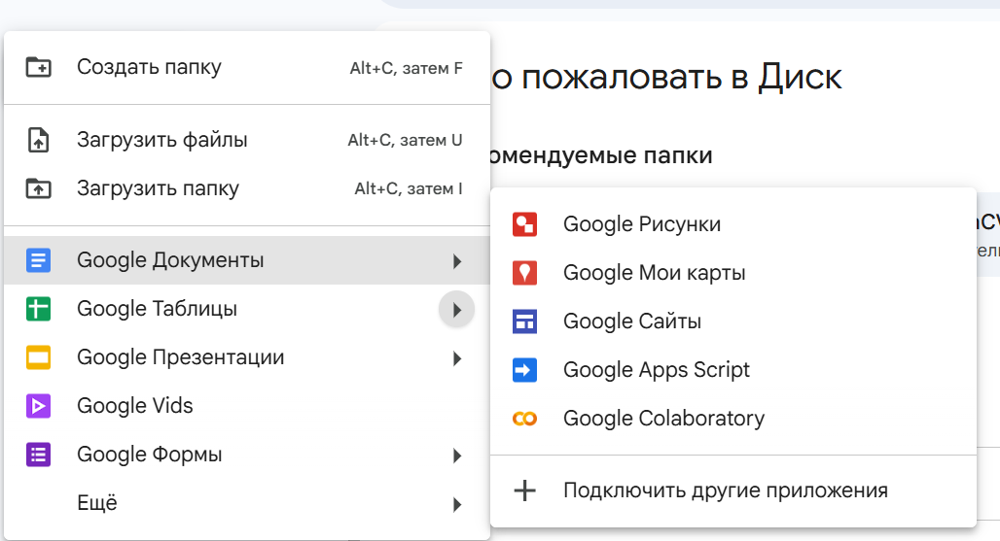 Создать папку Alt+C, затем F
Загрузить файлы Alt+C, затем U
Загрузить папку Alt+C, затем I
Google Документы
Google Таблицы
Google Презентации
Google Vids
Google Формы
Ещё
о пожаловать в Диск
омендуемые папки
Google Рисунки
Google Мои карты
Google Сайты
Google Apps Script
Google Colaboratory
Подключить другие приложения